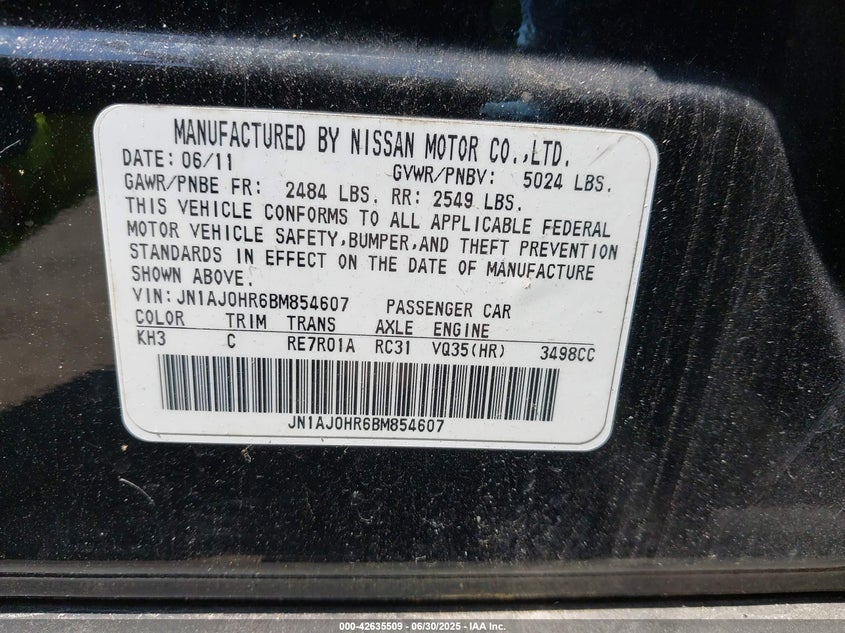 MANUFACTURED BY NISSAN MOTOR CO.,LTD.
DATE: 06/11 GVWR/PNBV: 5024 LBS.
GAWR/PNBE FR: 2484 LBS. RR: 2549 LBS.
THIS VEHICLE CONFORMS TO ALL APPLICABLE FEDERAL
MOTOR VEHICLE SAFETY,BUMPER,AND THEFT PREVENTION
STANDARDS IN EFFECT ON THE DATE OF MANUFACTURE
SHOWN ABOVE.
VIN: JN1AJ0HR6BM854607 PASSENGER CAR
COLOR TRIM TRANS AXLE ENGINE
KH3 C RE7R01A RC31 VQ35(HR) 3498CC
JN1AJ0HR6BM854607
000-42635509 - 06/30/2025 - IAA Inc.